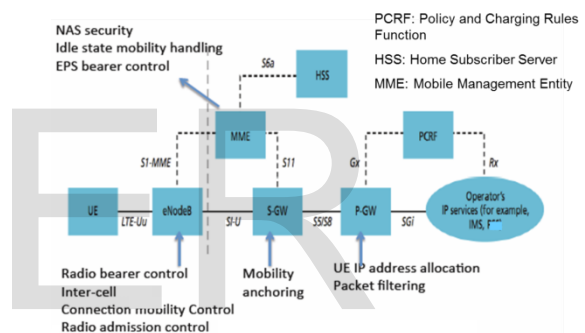 NAS security
Idle state mobility handling
EPS bearer control
PCRF: Policy and Charging Rules
Function
HSS: Home Subscriber Server
MME: Mobile Management Entity
S6a
HSS
MME
PCRF
S1-MME
S11
Gx
Rx
UE
LTE-Uu
eNodeB
SI-U
S-GW
S5/S8
P-GW
SGi
Operator's
IP services (for example,
IMS,
Radio bearer control
Inter-cell
Connection mobility Control
Radio admission control
Mobility
anchoring
UE IP address allocation
Packet filtering
ER